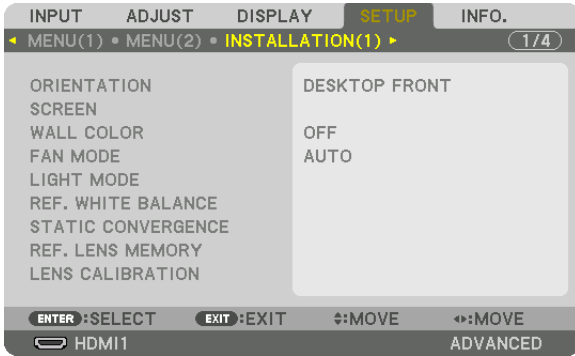 INPUT ADJUST DISPLAY SETUP INFO.
MENU(1) • MENU(2) • INSTALLATION(1) 1/4
ORIENTATION DESKTOP FRONT
SCREEN
WALL COLOR OFF
FAN MODE AUTO
LIGHT MODE
REF. WHITE BALANCE
STATIC CONVERGENCE
REF. LENS MEMORY
LENS CALIBRATION
ENTER :SELECT EXIT :EXIT :MOVE :MOVE
HDMI1 ADVANCED